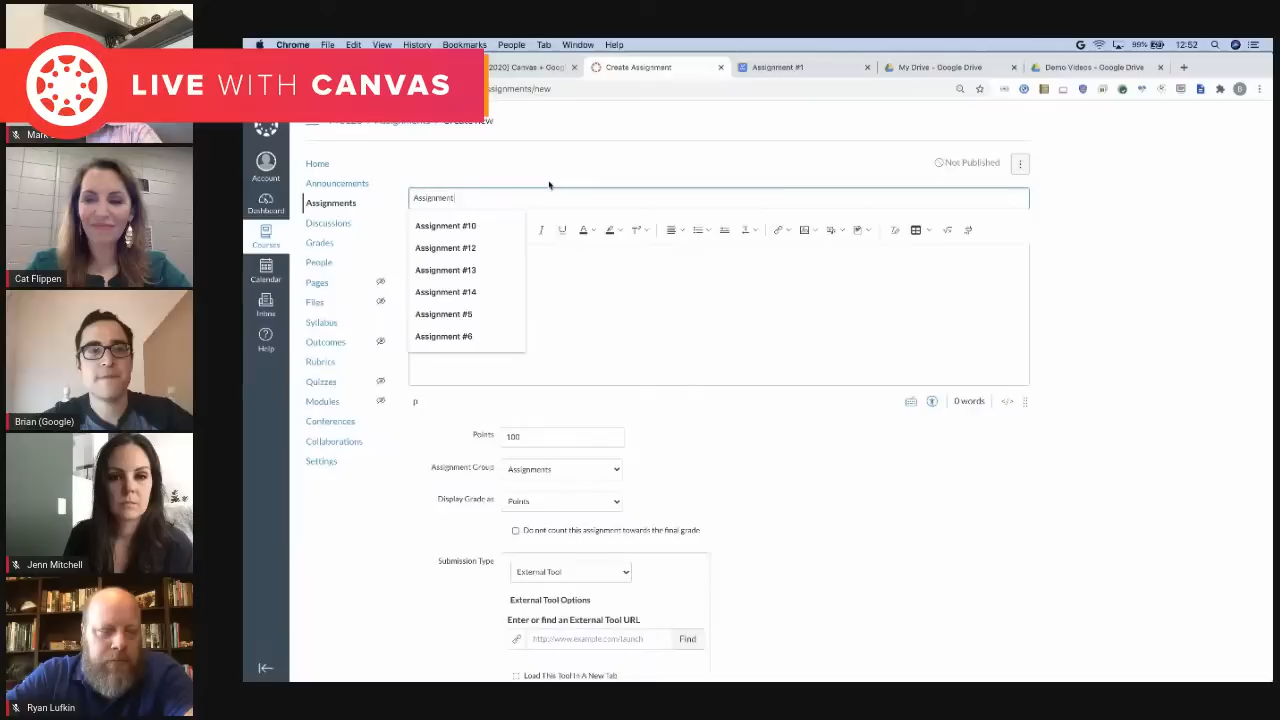 LIVE WITH CANVAS
Mark
Cat Flippen
Brian (Google)
Jenn Mitchell
Ryan Lufkin
Chrome File Edit View History Bookmarks People Tab Window Help
99% 12:52
2020] Canvas + Goog
Create Assignment
Assignment #1
My Drive - Google Drive
Demo Videos - Google Drive
ssignments/new
Account
Dashboard
Courses
Calendar
Inbox
Help
Home
Announcements
Assignments
Discussions
Grades
People
Pages
Files
Syllabus
Outcomes
Rubrics
Quizzes
Modules
Conferences
Collaborations
Settings
Not Published
Assignment
Assignment #10
Assignment #12
Assignment #13
Assignment #14
Assignment #5
Assignment #6
p
0 words
Points
100
Assignment Group
Assignments
Display Grade as
Points
Do not count this assignment towards the final grade
Submission Type
External Tool
External Tool Options
Enter or find an External Tool URL
http://www.example.com/launch
Find
Load This Tool In A New Tab